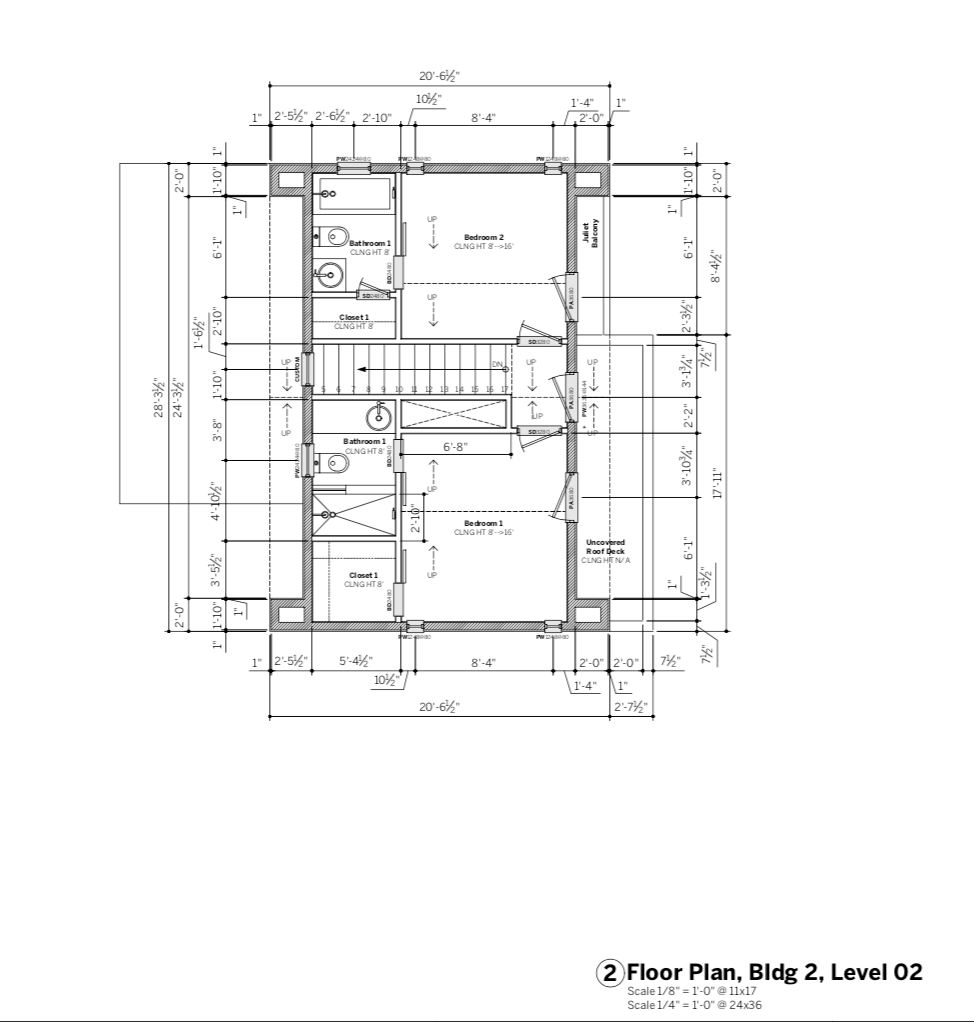 20'-6½"
10½"
1'-4"
1"
1"
2'-5½"
2'-6½"
2'-10"
8'-4"
2'-0"
1"
1"
2'-0"
1'-10"
1'-10"
2'-0"
1"
1"
UP
Bedroom 2
CLNG HT 8'-->16'
Juliet
Balcony
Bathroom 1
CLNG HT 8'
6'-1"
6'-1"
8'-4½"
UP
Closet 1
CLNG HT 8'
2'-10"
2'-3½"
1'-6½"
7½"
UP
CUSTOM
DN
UP
UP
3'-1¼"
28'-3½"
24'-3½"
1'-10"
5 6 7 8 9 10 11 12 13 14 15 16 17
UP
UP
UP
2'-2"
3'-8"
Bathroom 1
CLNG HT 8'
6'-8"
3'-10¾"
17'-11"
UP
4'-10½"
2'-10"
Bedroom 1
CLNG HT 8'-->16'
Uncovered
Roof Deck
CLNG HT N/A
6'-1"
3'-5½"
Closet 1
CLNG HT 8'
UP
1"
1'-3½"
2'-0"
1'-10"
1"
1"
7½"
1"
2'-5½"
5'-4½"
8'-4"
2'-0"
2'-0"
7½"
10½"
1'-4"
1"
20'-6½"
2'-7½"
2 Floor Plan, Bldg 2, Level 02
Scale 1/8" = 1'-0" @ 11x17
Scale 1/4" = 1'-0" @ 24x36